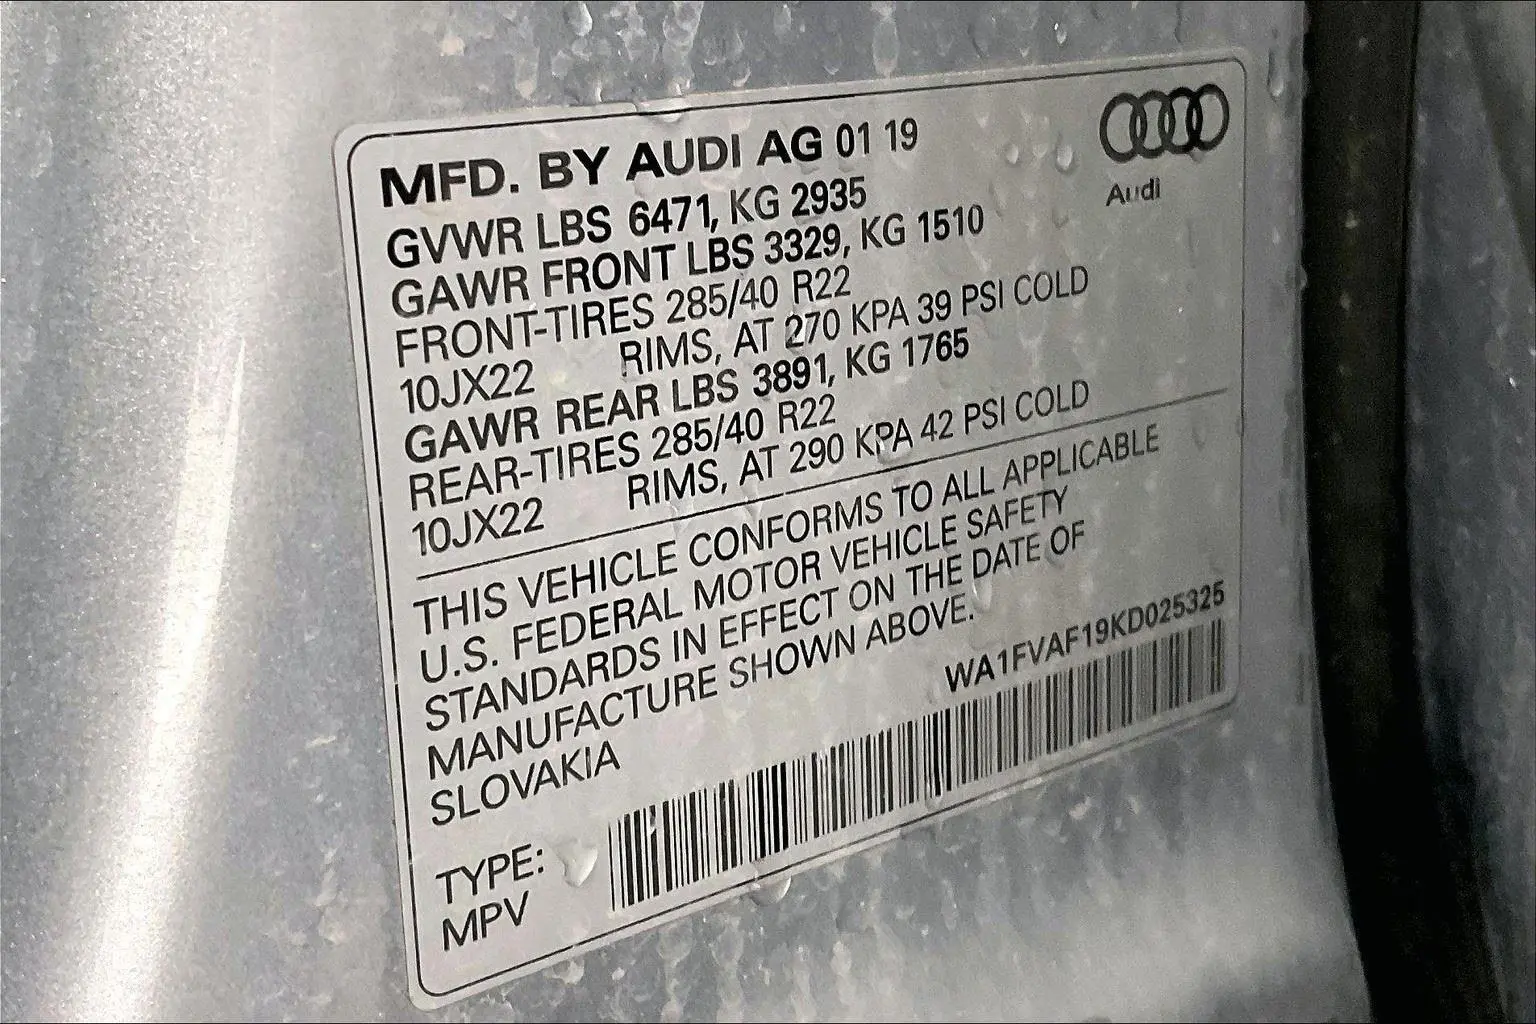 MFD. BY AUDI AG 01 19
Audi
GVWR LBS 6471, KG 2935
GAWR FRONT LBS 3329, KG 1510
FRONT-TIRES 285/40 R22
10JX22 RIMS, AT 270 KPA 39 PSI COLD
GAWR REAR LBS 3891, KG 1765
REAR-TIRES 285/40 R22
10JX22 RIMS, AT 290 KPA 42 PSI COLD
THIS VEHICLE CONFORMS TO ALL APPLICABLE
U.S. FEDERAL MOTOR VEHICLE SAFETY
STANDARDS IN EFFECT ON THE DATE OF
MANUFACTURE SHOWN ABOVE.
SLOVAKIA
WA1FVAF19KD025325
TYPE:
MPV